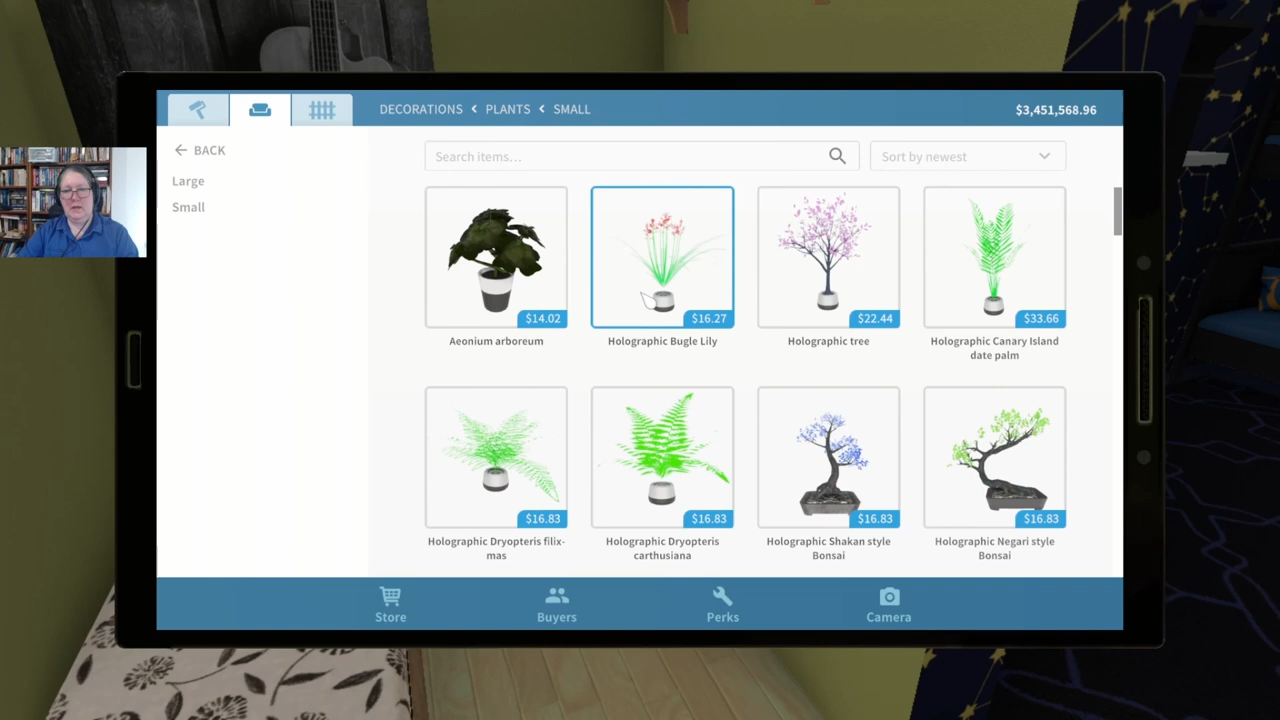 DECORATIONS < PLANTS < SMALL
$3,451,568.96
BACK
Large
Small
Search items...
Sort by newest
$14.02
$16.27
$22.44
$33.66
Aeonium arboreum
Holographic Bugle Lily
Holographic tree
Holographic Canary Island
date palm
$16.83
$16.83
$16.83
$16.83
Holographic Dryopteris filix-
mas
Holographic Dryopteris
carthusiana
Holographic Shakan style
Bonsai
Holographic Negari style
Bonsai
Store
Buyers
Perks
Camera